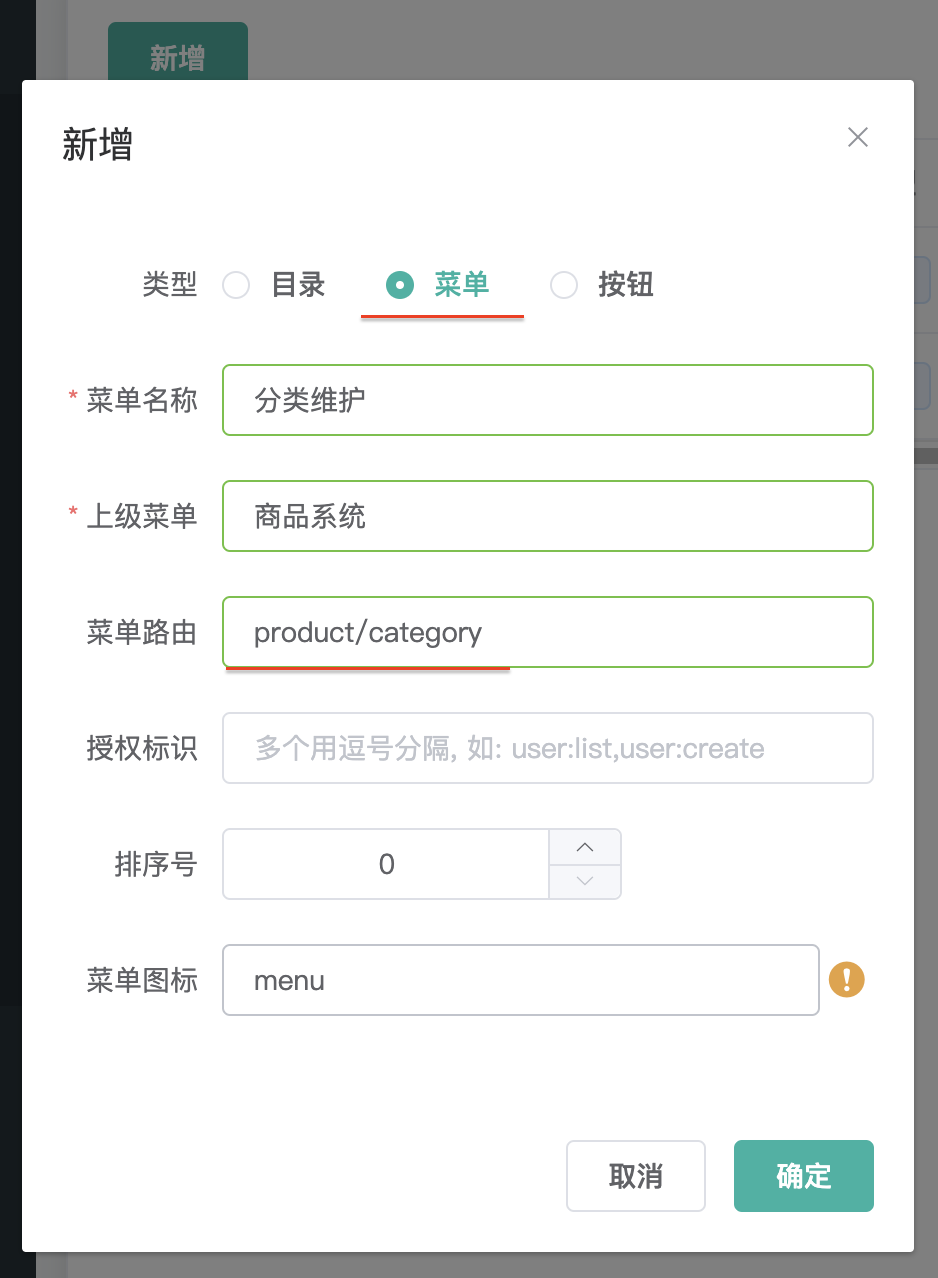 新增
新增
类型 目录 菜单 按钮
* 菜单名称 分类维护
* 上级菜单 商品系统
菜单路由 product/category
授权标识 多个用逗号分隔, 如: user:list,user:create
排序号 0
菜单图标 menu
取消 确定